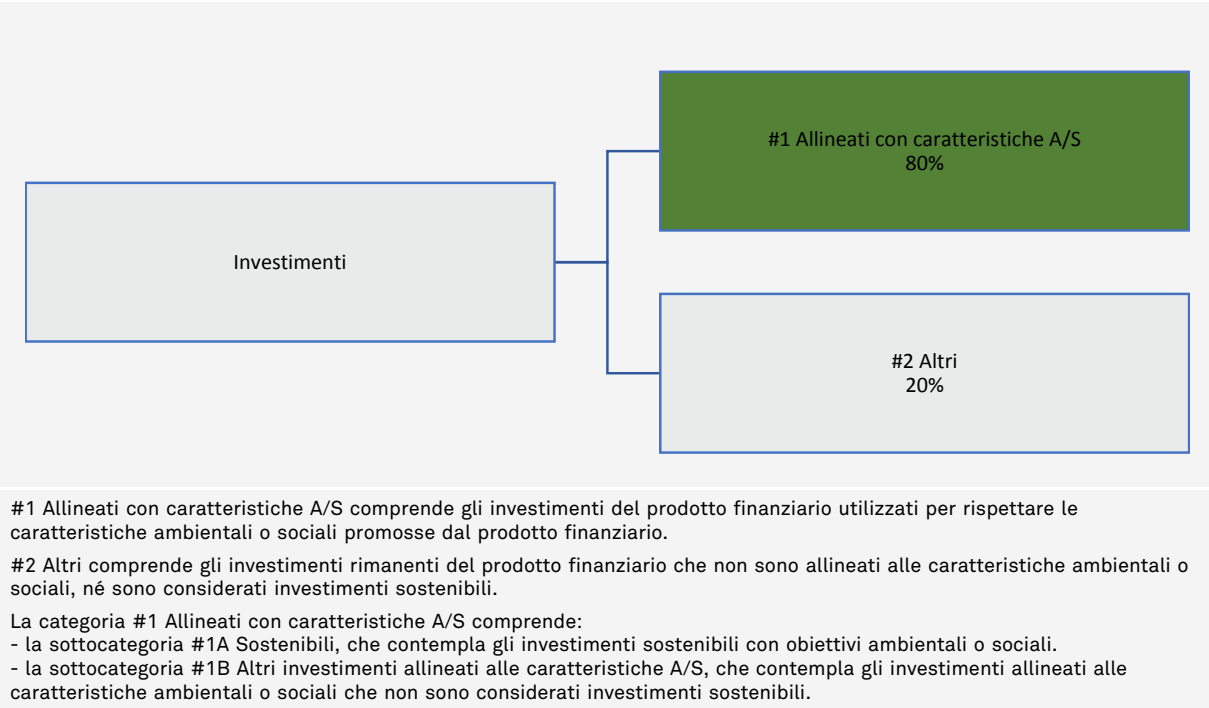 #1 Allineati con caratteristiche A/S
80%
Investimenti
#2 Altri
20%
#1 Allineati con caratteristiche A/S comprende gli investimenti del prodotto finanziario utilizzati per rispettare le
caratteristiche ambientali o sociali promosse dal prodotto finanziario.
#2 Altri comprende gli investimenti rimanenti del prodotto finanziario che non sono allineati alle caratteristiche ambientali o
sociali, né sono considerati investimenti sostenibili.
La categoria #1 Allineati con caratteristiche A/S comprende:
- la sottocategoria #1A Sostenibili, che contempla gli investimenti sostenibili con obiettivi ambientali o sociali.
- la sottocategoria #1B Altri investimenti allineati alle caratteristiche A/S, che contempla gli investimenti allineati alle
caratteristiche ambientali o sociali che non sono considerati investimenti sostenibili.